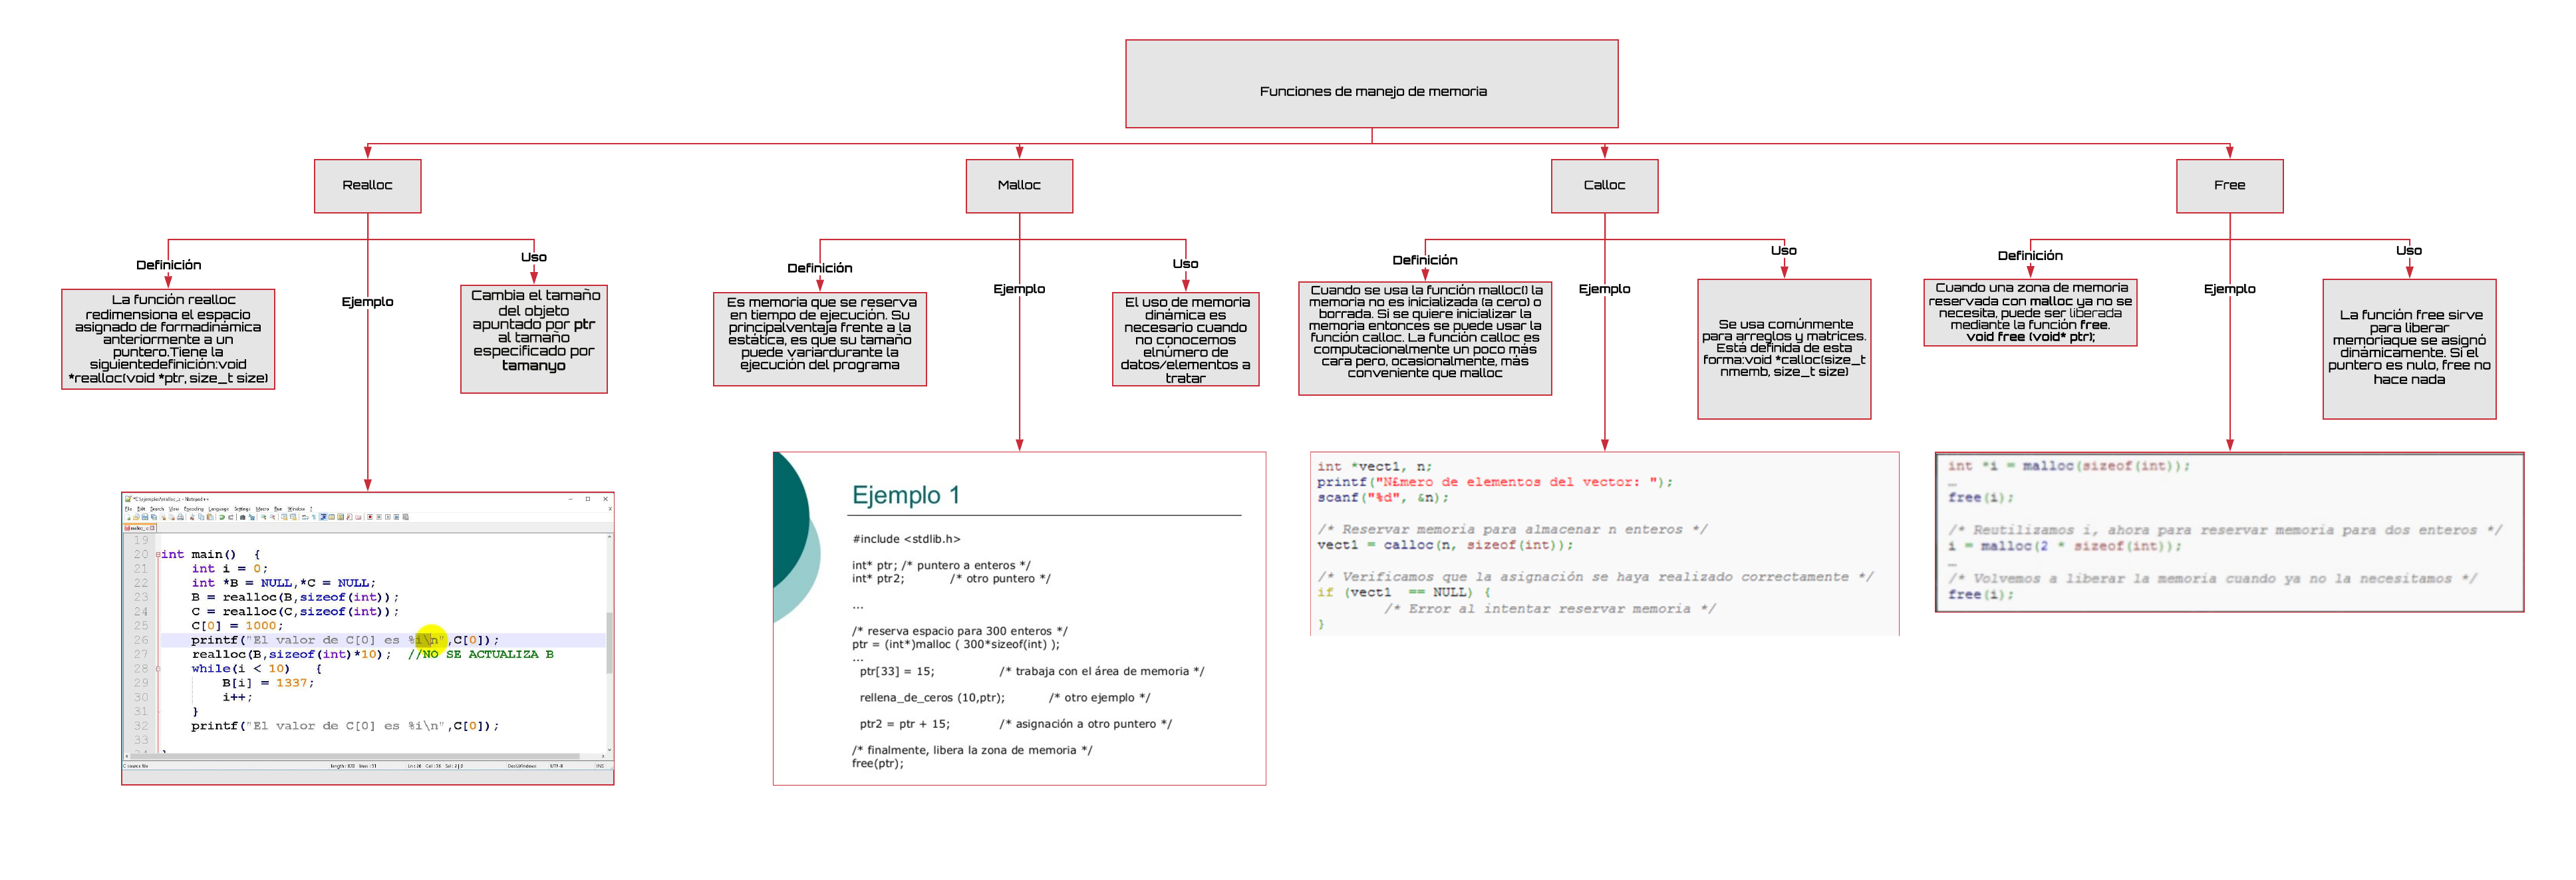 Funciones de manejo de memoria
Realloc
Malloc
Calloc
Free
Definición
La función realloc
redimensiona el espacio
asignado de formadinámica
anteriormente a un
puntero.Tiene la
siguientedefinición:void
*realloc(void *ptr, size_t size)
Ejemplo
Uso
Cambia el tamaño
del objeto
apuntado por ptr
al tamaño
especificado por
tamanyo
Definición
Es memoria que se reserva
en tiempo de ejecución. Su
principalventaja frente a la
estática, es que su tamaño
puede variardurante la
ejecución del programa
Ejemplo
Uso
El uso de memoria
dinámica es
necesario cuando
no conocemos
elnúmero de
datos/elementos a
tratar
Definición
Cuando se usa la función malloc() la
memoria no es inicializada (a cero) o
borrada. Si se quiere inicializar la
memoria entonces se puede usar la
función calloc. La función calloc es
computacionalmente un poco más
cara pero, ocasionalmente, más
conveniente que malloc
Ejemplo
Uso
Se usa comúnmente
para arreglos y matrices.
Está definida de esta
forma:void *calloc(size_t
nmemb, size_t size)
Definición
Cuando una zona de memoria
reservada con malloc ya no se
necesita, puede ser liberada
mediante la función free.
void free (void* ptr);
Ejemplo
Uso
La función free sirve
para liberar
memoriaque se asignó
dinámicamente. Si el
puntero es nulo, free no
hace nada
File Edit Search View Encoding Language Settings Macro Run Window ?
19
20 int main() {
21 int i = 0;
22 int *B = NULL,*C = NULL;
23 B = realloc(B,sizeof(int));
24 C = realloc(C,sizeof(int));
25 C[0] = 1000;
26 printf("El valor de C[0] es %i\n",C[0]);
27 realloc(B,sizeof(int)*10); //NO SE ACTUALIZA B
28 while(i < 10) {
29 B[i] = 1337;
30 i++;
31 }
32 printf("El valor de C[0] es %i\n",C[0]);
33
Ejemplo 1
#include <stdlib.h>
int* ptr; /* puntero a enteros */
int* ptr2; /* otro puntero */
...
/* reserva espacio para 300 enteros */
ptr = (int*)malloc ( 300*sizeof(int) );
...
ptr[33] = 15; /* trabaja con el área de memoria */
rellena_de_ceros (10,ptr); /* otro ejemplo */
ptr2 = ptr + 15; /* asignación a otro puntero */
/* finalmente, libera la zona de memoria */
free(ptr);
int *vect1, n;
printf("N£mero de elementos del vector: ");
scanf("%d", &n);
/* Reservar memoria para almacenar n enteros */
vect1 = calloc(n, sizeof(int));
/* Verificamos que la asignación se haya realizado correctamente */
if (vect1 == NULL) {
/* Error al intentar reservar memoria */
}
int *i = malloc(sizeof(int));
…
free(i);
/* Reutilizamos i, ahora para reservar memoria para dos enteros */
i = malloc(2 * sizeof(int));
…
/* Volvemos a liberar la memoria cuando ya no la necesitamos */
free(i);